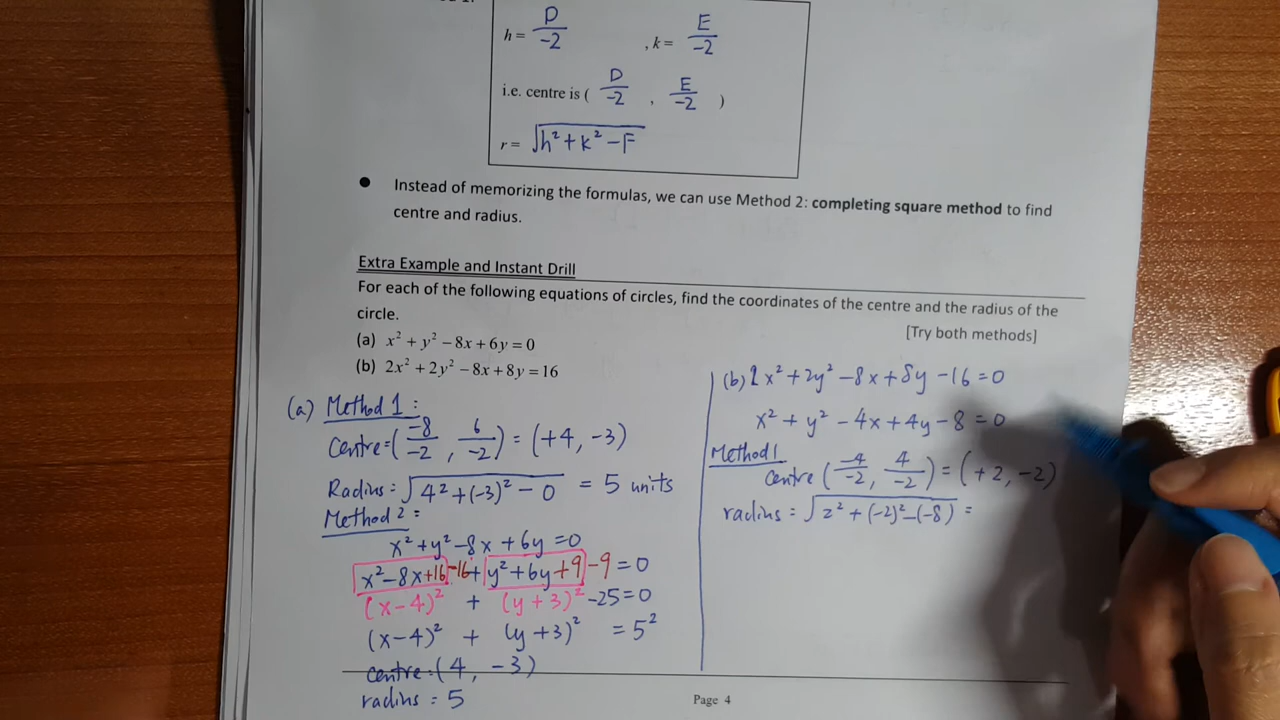 h = D/-2 , k = E/-2
i.e. centre is ( D/-2 , E/-2 )
r = √h² + k² - F
● Instead of memorizing the formulas, we can use Method 2: completing square method to find
centre and radius.
Extra Example and Instant Drill
For each of the following equations of circles, find the coordinates of the centre and the radius of the
circle.
[Try both methods]
(a) x² + y² - 8x + 6y = 0
(b) 2x² + 2y² - 8x + 8y = 16
(a) Method 1:
Centre = ( -8/-2 , 6/-2 ) = (+4, -3)
Radius: √4² + (-3)² - 0 = 5 units
Method 2:
x² + y² - 8x + 6y = 0
x² - 8x + 16 - 16 + y² + 6y + 9 - 9 = 0
(x - 4)² + (y + 3)² - 25 = 0
(x - 4)² + (y + 3)² = 5²
centre: (4, -3)
radius = 5
(b) 2x² + 2y² - 8x + 8y - 16 = 0
x² + y² - 4x + 4y - 8 = 0
Method 1
centre ( -4/-2 , 4/-2 ) = (+2, -2)
radius = √2² + (-2)² - (-8) =
Page 4